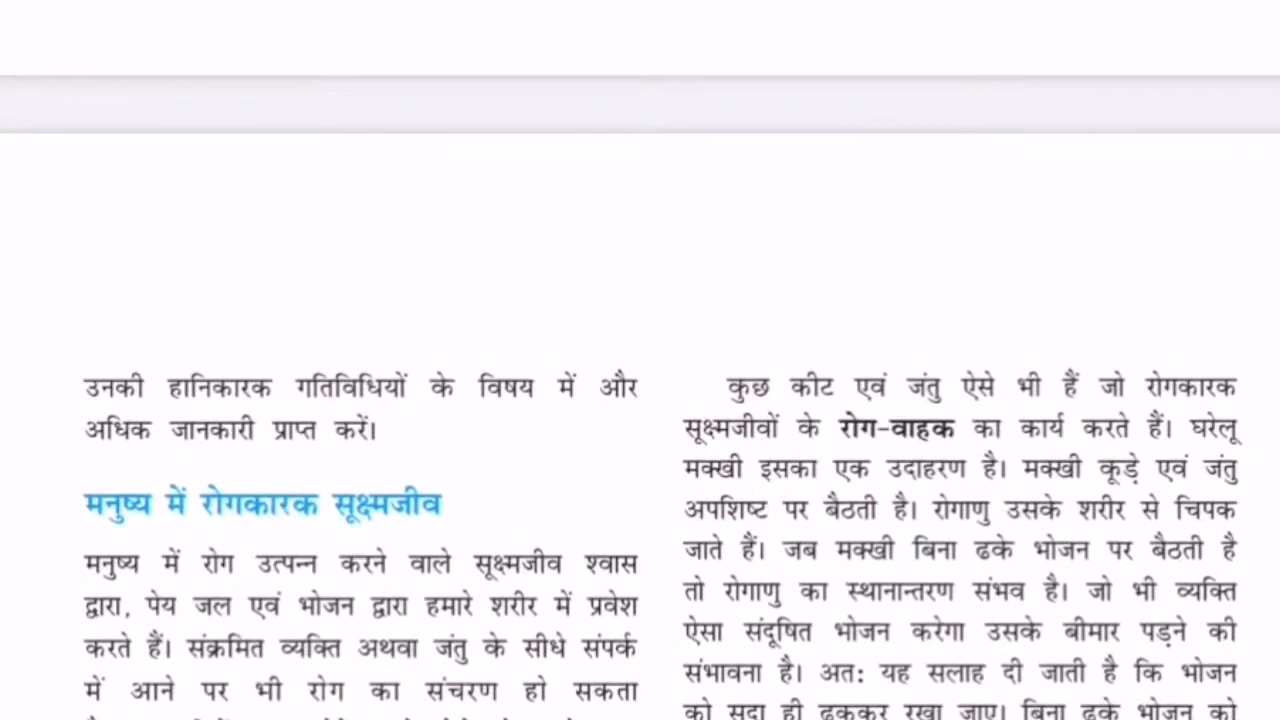 उनकी हानिकारक गतिविधियों के विषय में और
अधिक जानकारी प्राप्त करें।
मनुष्य में रोगकारक सूक्ष्मजीव
मनुष्य में रोग उत्पन्न करने वाले सूक्ष्मजीव श्वास
द्वारा, पेय जल एवं भोजन द्वारा हमारे शरीर में प्रवेश
करते हैं। संक्रमित व्यक्ति अथवा जंतु के सीधे संपर्क
में आने पर भी रोग का संचरण हो सकता
कुछ कीट एवं जंतु ऐसे भी हैं जो रोगकारक
सूक्ष्मजीवों के रोग-वाहक का कार्य करते हैं। घरेलू
मक्खी इसका एक उदाहरण है। मक्खी कूड़े एवं जंतु
अपशिष्ट पर बैठती है। रोगाणु उसके शरीर से चिपक
जाते हैं। जब मक्खी बिना ढके भोजन पर बैठती है
तो रोगाणु का स्थानान्तरण संभव है। जो भी व्यक्ति
ऐसा संदूषित भोजन करेगा उसके बीमार पड़ने की
संभावना है। अत: यह सलाह दी जाती है कि भोजन
को सदा ही ढककर रखा जाए। बिना ढके भोजन को